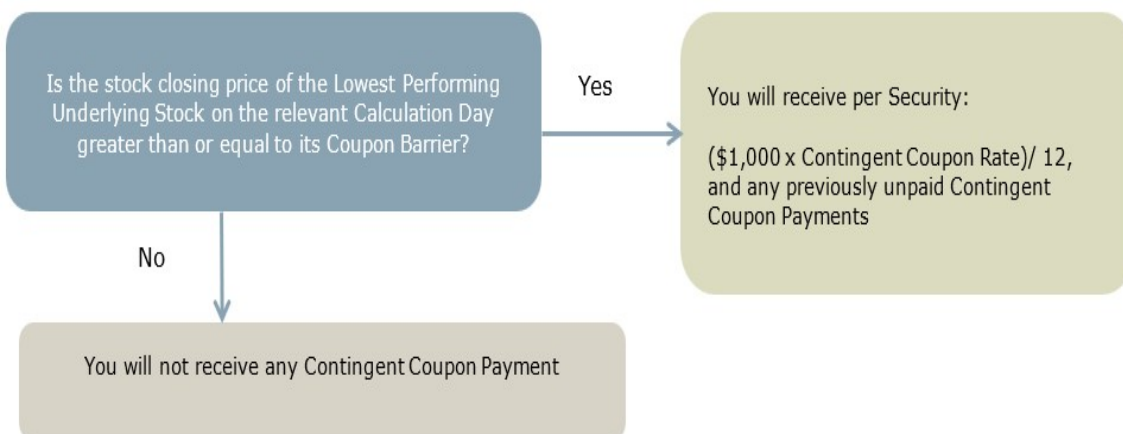 Is the stock closing price of the Lowest Performing
Underlying Stock on the relevant Calculation Day
greater than or equal to its Coupon Barrier?
Yes
You will receive per Security:
($1,000 x Contingent Coupon Rate)/ 12,
and any previously unpaid Contingent
Coupon Payments
No
You will not receive any Contingent Coupon Payment